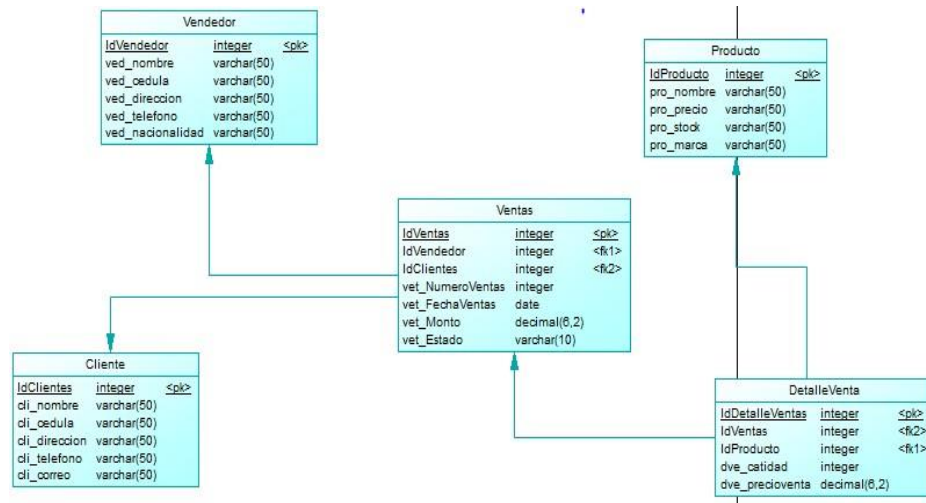 Vendedor
IdVendedor integer <pk>
ved_nombre varchar(50)
ved_cedula varchar(50)
ved_direccion varchar(50)
ved_telefono varchar(50)
ved_nacionalidad varchar(50)
Producto
IdProducto integer <pk>
pro_nombre varchar(50)
pro_precio varchar(50)
pro_stock varchar(50)
pro_marca varchar(50)
Ventas
IdVentas integer <pk>
IdVendedor integer <fk1>
IdClientes integer <fk2>
vet_NumeroVentas integer
vet_FechaVentas date
vet_Monto decimal(6,2)
vet_Estado varchar(10)
Cliente
IdClientes integer <pk>
cli_nombre varchar(50)
cli_cedula varchar(50)
cli_direccion varchar(50)
cli_telefono varchar(50)
cli_correo varchar(50)
DetalleVenta
IdDetalleVentas integer <pk>
IdVentas integer <fk2>
IdProducto integer <fk1>
dve_catidad integer
dve_precioventa decimal(6,2)